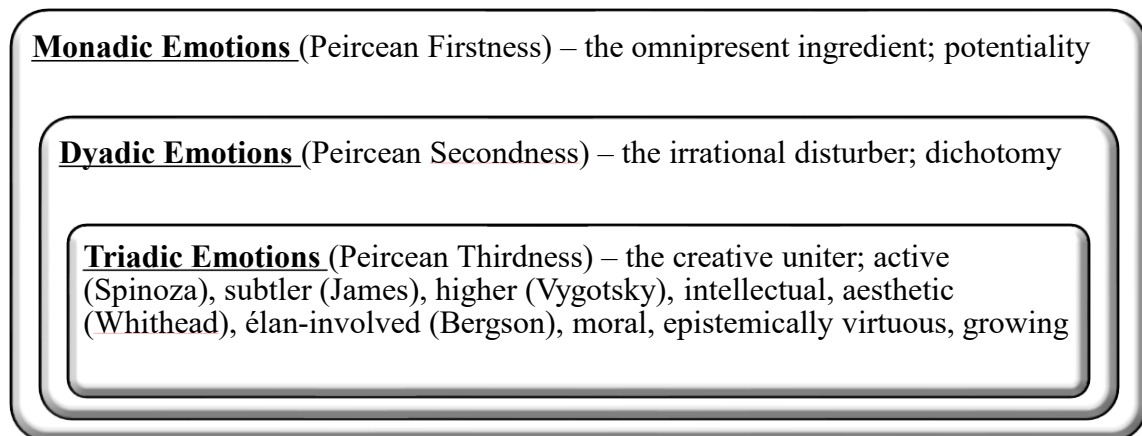 Monadic Emotions (Peircean Firstness) – the omnipresent ingredient; potentiality
Dyadic Emotions (Peircean Secondness) – the irrational disturber; dichotomy
Triadic Emotions (Peircean Thirdness) – the creative uniter; active
(Spinoza), subtler (James), higher (Vygotsky), intellectual, aesthetic
(Whithead), élan-involved (Bergson), moral, epistemically virtuous, growing